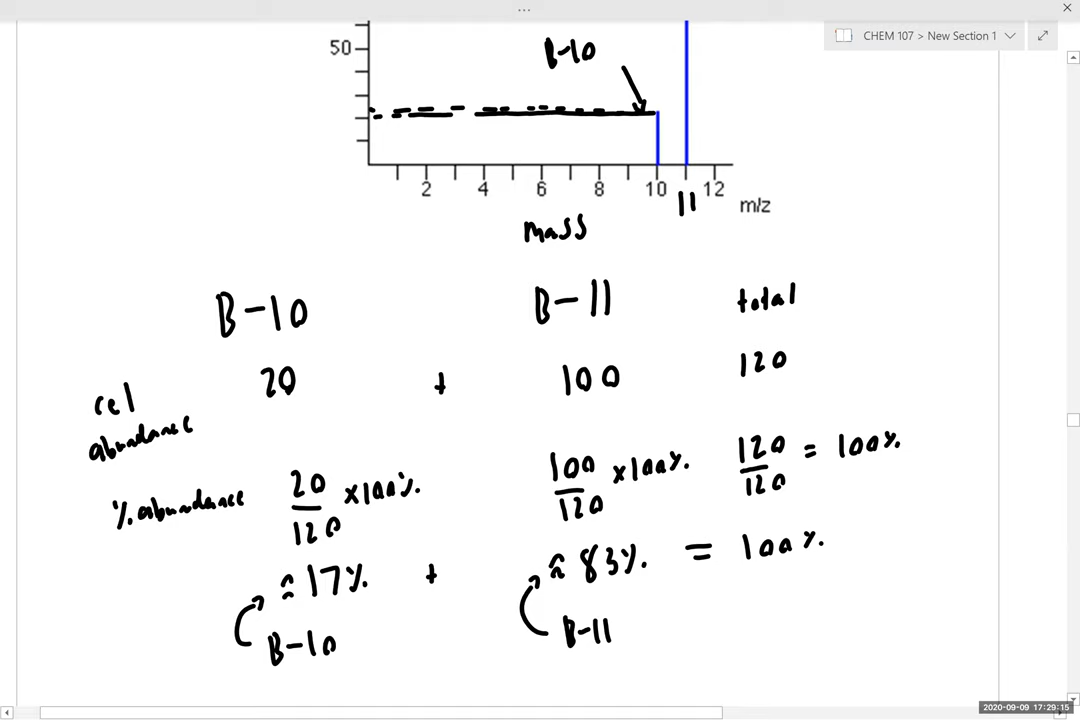 CHEM 107 > New Section 1
50
B-10
2 4 6 8 10 12
11
m/z
mass
B-10 B-11 total
rel abundance 20 + 100 120
% abundance 20/120 x100% 100/120 x100% 120/120 = 100%
≈17% + ≈83% = 100%
B-10 B-11
2020-09-09 17:29:15